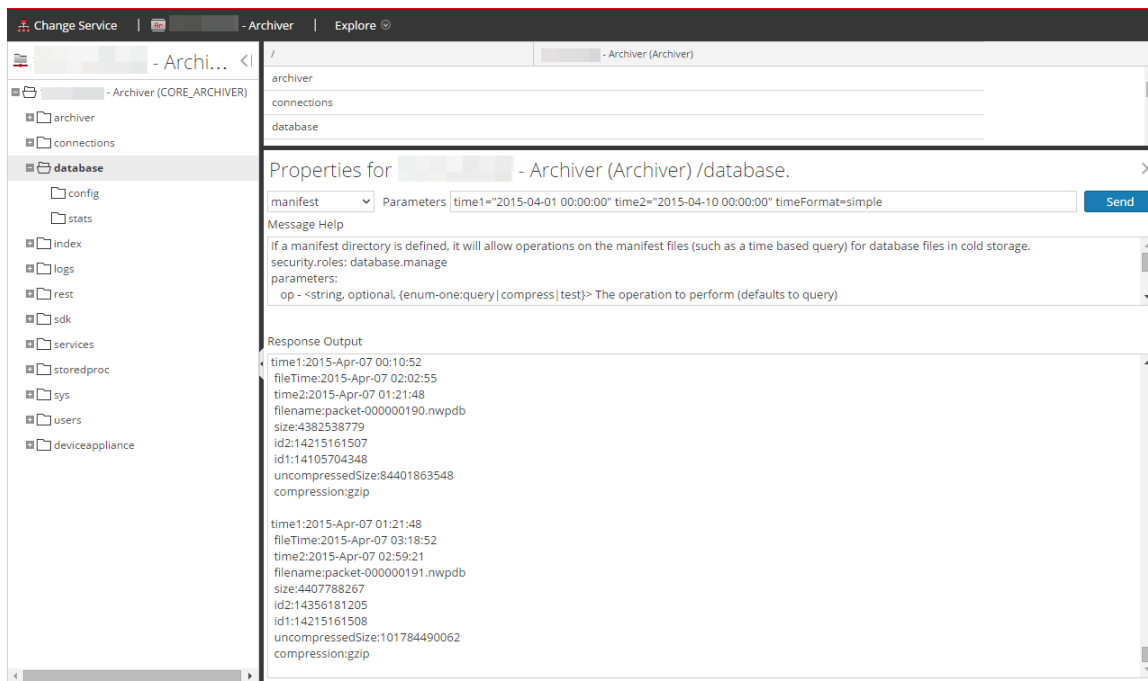 Change Service | - Archiver | Explore
- Archi...
- Archiver (CORE_ARCHIVER)
archiver
connections
database
config
stats
index
logs
rest
sdk
services
storedproc
sys
users
deviceappliance
/ - Archiver (Archiver)
archiver
connections
database
Properties for - Archiver (Archiver) /database.
manifest Parameters time1="2015-04-01 00:00:00" time2="2015-04-10 00:00:00" timeFormat=simple Send
Message Help
If a manifest directory is defined, it will allow operations on the manifest files (such as a time based query) for database files in cold storage.
security.roles: database.manage
parameters:
op - <string, optional, {enum-one:query|compress|test}> The operation to perform (defaults to query)
Response Output
time1:2015-Apr-07 00:10:52
fileTime:2015-Apr-07 02:02:55
time2:2015-Apr-07 01:21:48
filename:packet-000000190.nwpdb
size:4382538779
id2:14215161507
id1:14105704348
uncompressedSize:84401863548
compression:gzip
time1:2015-Apr-07 01:21:48
fileTime:2015-Apr-07 03:18:52
time2:2015-Apr-07 02:59:21
filename:packet-000000191.nwpdb
size:4407788267
id2:14356181205
id1:14215161508
uncompressedSize:101784490062
compression:gzip